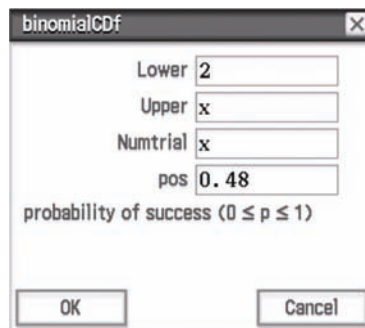 binomialCDf
Lower 2
Upper x
Numtrial x
pos 0.48
probability of success (0 ≤ p ≤ 1)
OK Cancel